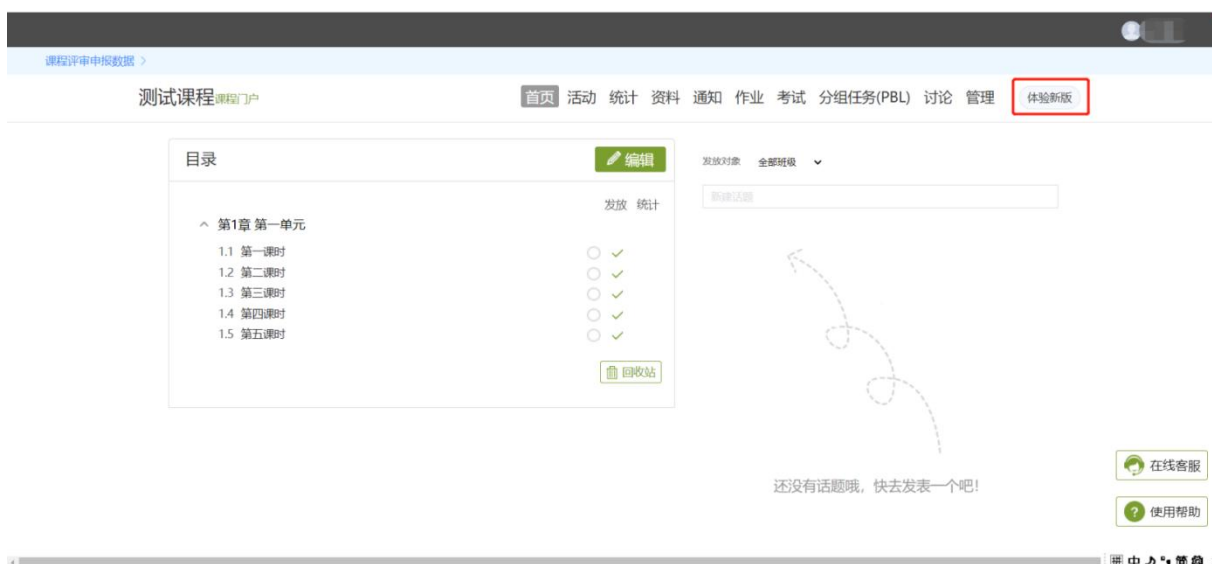 课程评审申报数据 >
测试课程 课程门户 首页 活动 统计 资料 通知 作业 考试 分组任务(PBL) 讨论 管理 体验新版
目录 编辑
发放对象 全部班级
新建话题
发放 统计
第1章 第一单元
1.1 第一课时
1.2 第二课时
1.3 第三课时
1.4 第四课时
1.5 第五课时
回收站
还没有话题哦，快去发表一个吧！
在线客服
? 使用帮助